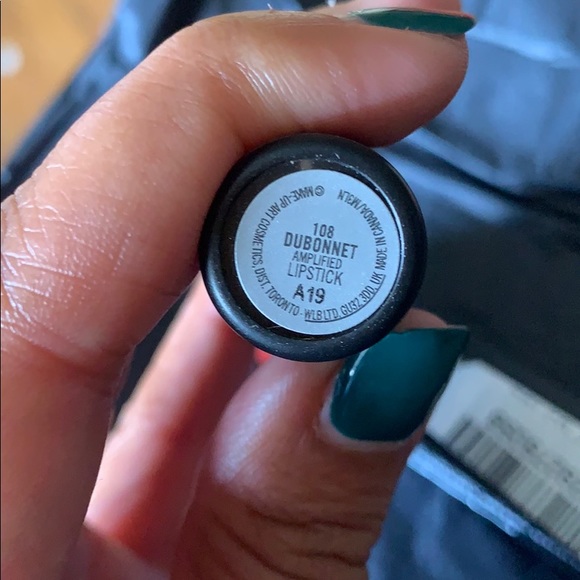 108
DUBONNET
AMPLIFIED
LIPSTICK
A19
© MAKE-UP ART COSMETICS, DIST. TORONTO - WLB LTD. GU32 3DD, UK MADE IN CANADA/M3LN